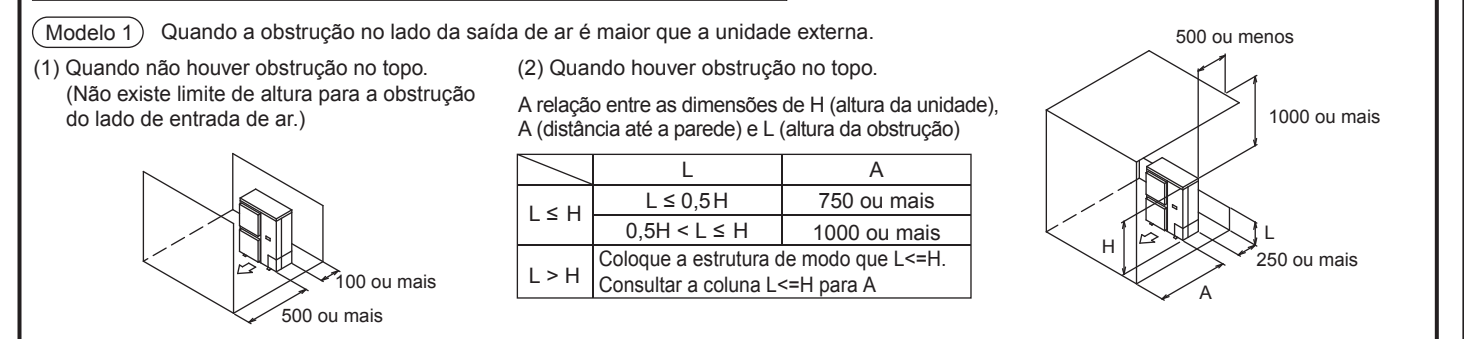 Modelo 1 Quando a obstrução no lado da saída de ar é maior que a unidade externa.
(1) Quando não houver obstrução no topo.
(Não existe limite de altura para a obstrução
do lado de entrada de ar.)
100 ou mais
500 ou mais
(2) Quando houver obstrução no topo.
A relação entre as dimensões de H (altura da unidade),
A (distância até a parede) e L (altura da obstrução)
L A
L ≤ H
L ≤ 0,5H 750 ou mais
0,5H < L ≤ H 1000 ou mais
L > H
Coloque a estrutura de modo que L<=H.
Consultar a coluna L<=H para A
500 ou menos
1000 ou mais
H
L
250 ou mais
A